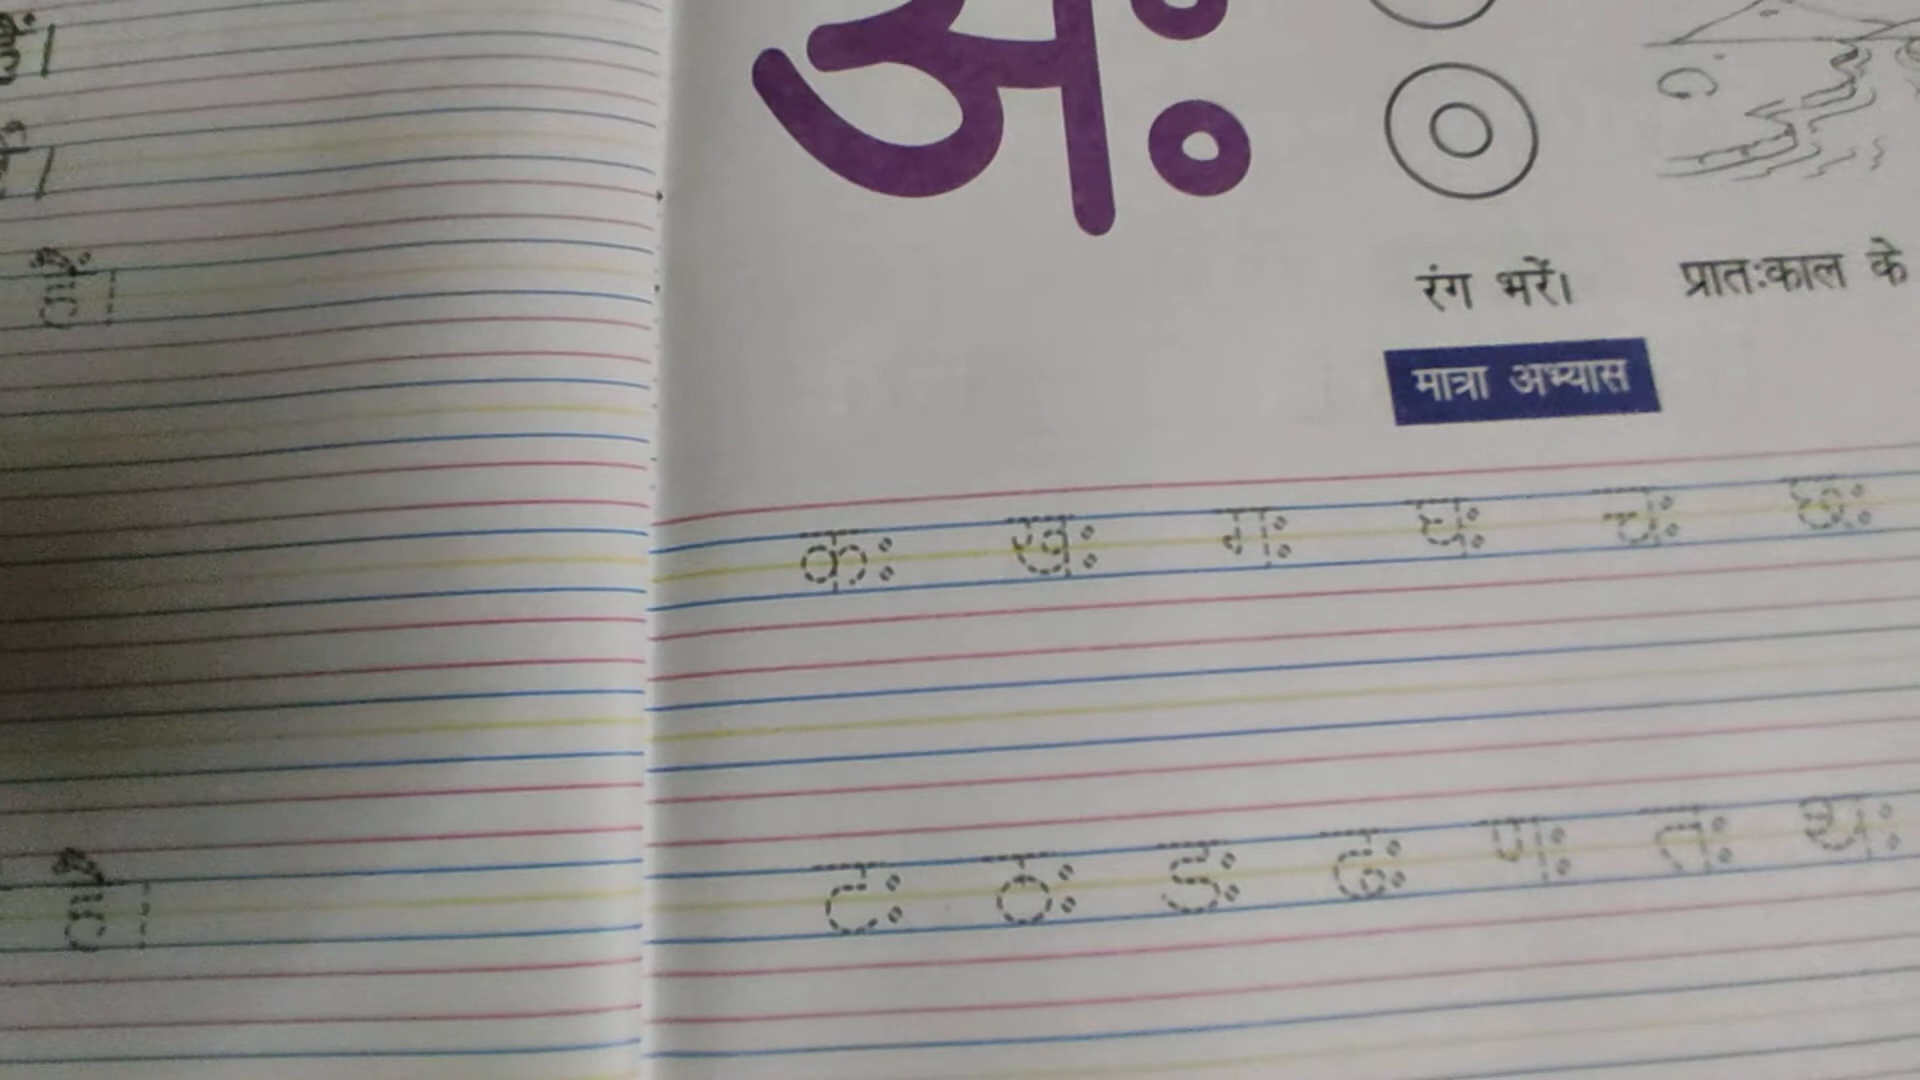 अः
रंग भरें। प्रातःकाल के
मात्रा अभ्यास
कः खः गः घः चः छः
टः ठः डः ढः णः तः थः